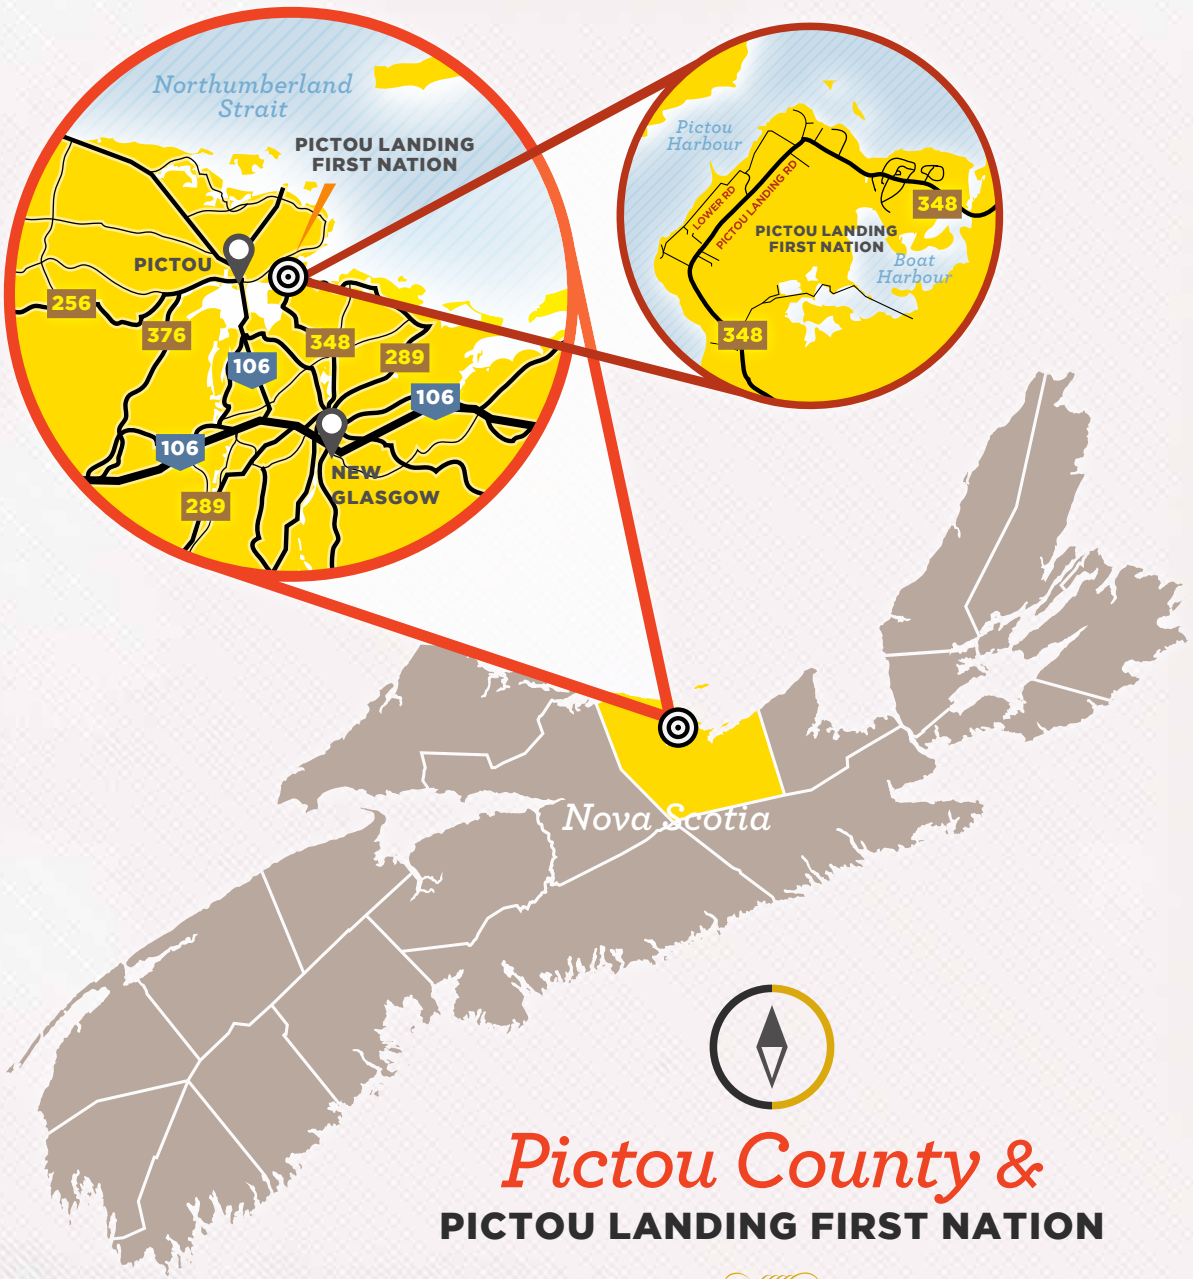 Northumberland
Strait
PICTOU LANDING
FIRST NATION
PICTOU
256
376
348
289
106
106
106
NEW
GLASGOW
289
Pictou
Harbour
LOWER RD
PICTOU LANDING RD
348
PICTOU LANDING
FIRST NATION
Boat
Harbour
348
Nova Scotia
Pictou County &
PICTOU LANDING FIRST NATION